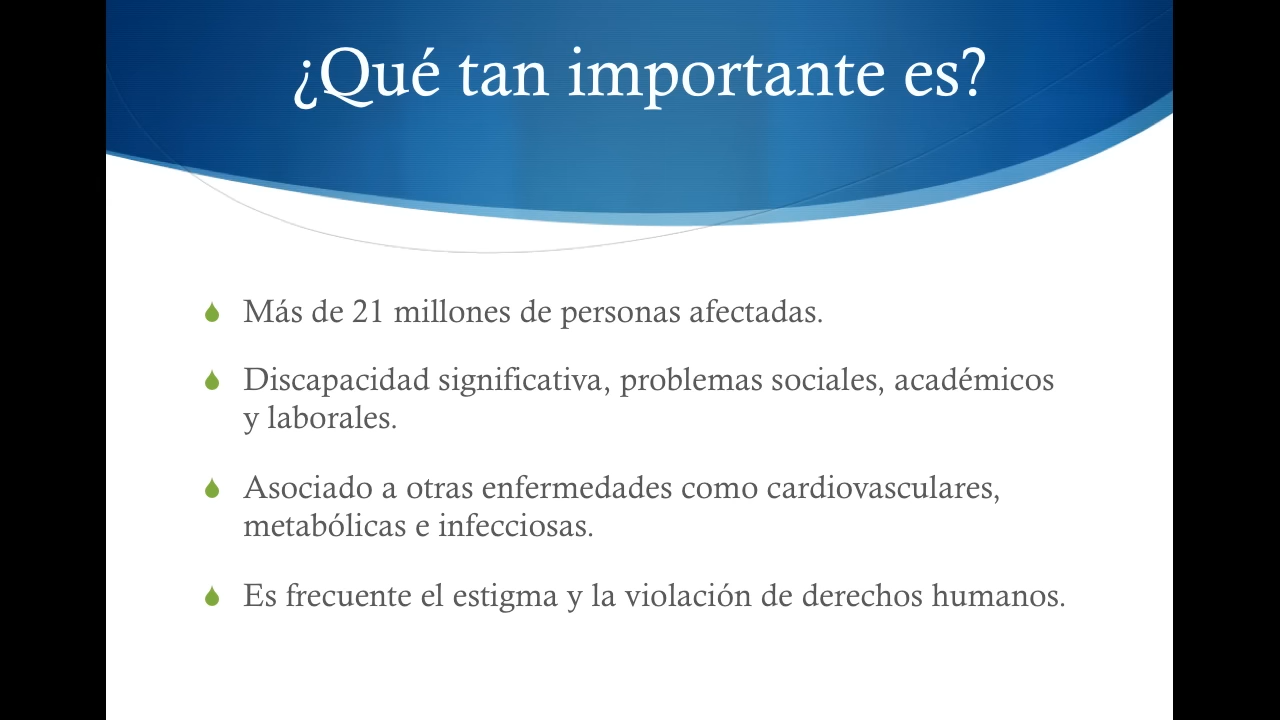 ¿Qué tan importante es?
Más de 21 millones de personas afectadas.
Discapacidad significativa, problemas sociales, académicos
y laborales.
Asociado a otras enfermedades como cardiovasculares,
metabólicas e infecciosas.
Es frecuente el estigma y la violación de derechos humanos.